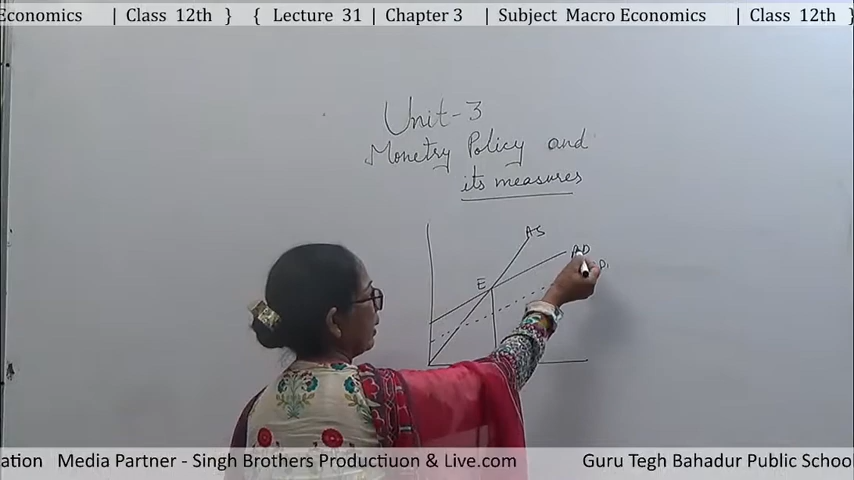 conomics | Class 12th } { Lecture 31 | Chapter 3 | Subject Macro Economics | Class 12th }
Unit-3
Monetry Policy and
its measures
AS
AD
E
ation Media Partner - Singh Brothers Productiuon & Live.com Guru Tegh Bahadur Public School